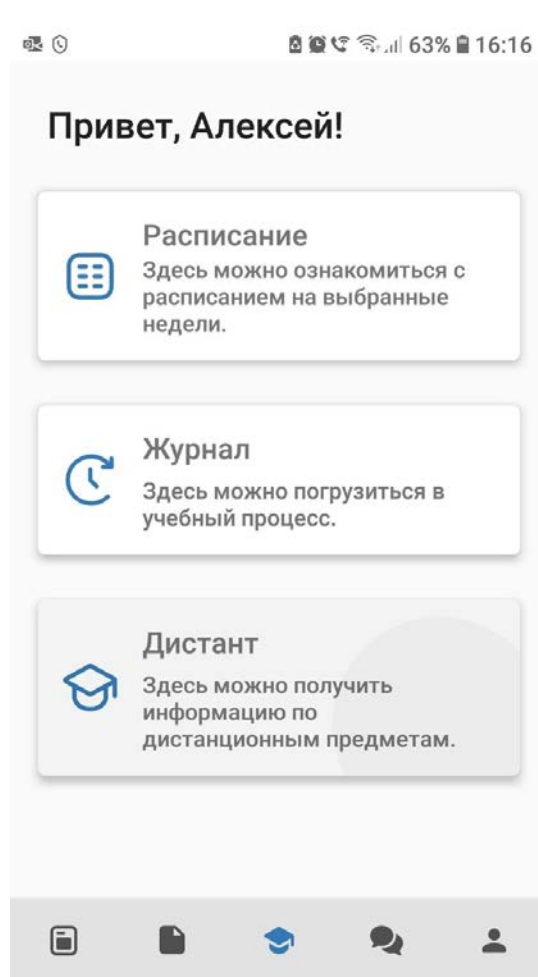 63% 16:16
Привет, Алексей!
Расписание
Здесь можно ознакомиться с
расписанием на выбранные
недели.
Журнал
Здесь можно погрузиться в
учебный процесс.
Дистант
Здесь можно получить
информацию по
дистанционным предметам.